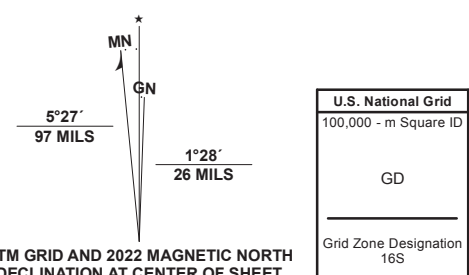 ★
MN
GN
5°27´
97 MILS
1°28´
26 MILS
TM GRID AND 2022 MAGNETIC NORTH
DECLINATION AT CENTER OF SHEET
U.S. National Grid
100,000 - m Square ID
GD
Grid Zone Designation
16S